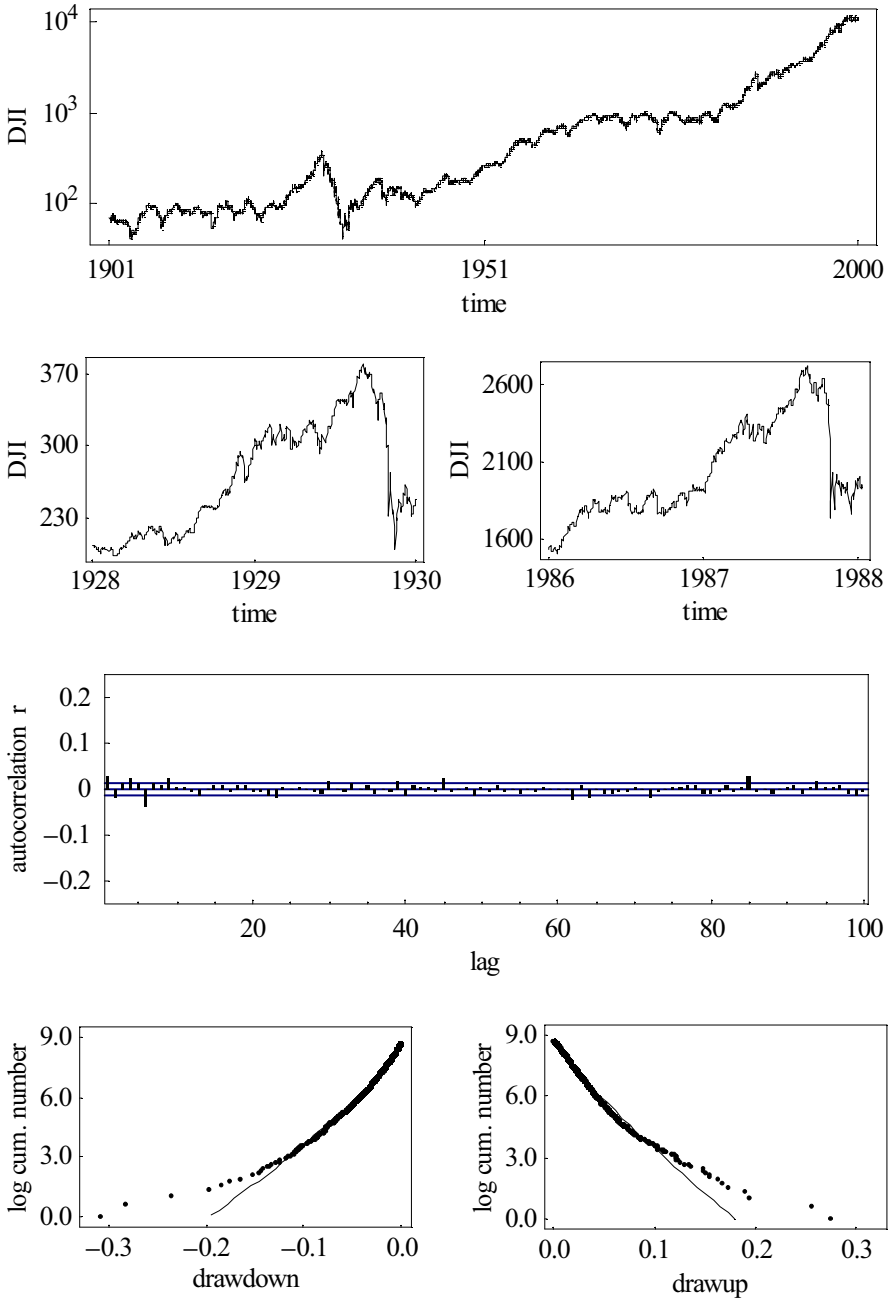 DJI
10^4
10^3
10^2
1901 1951 2000
time
DJI
370
300
230
1928 1929 1930
time
DJI
2600
2100
1600
1986 1987 1988
time
autocorrelation r
0.2
0.1
0
−0.1
−0.2
20 40 60 80 100
lag
log cum. number
9.0
6.0
3.0
0.0
−0.3 −0.2 −0.1 0.0
drawdown
log cum. number
9.0
6.0
3.0
0.0
0.0 0.1 0.2 0.3
drawup